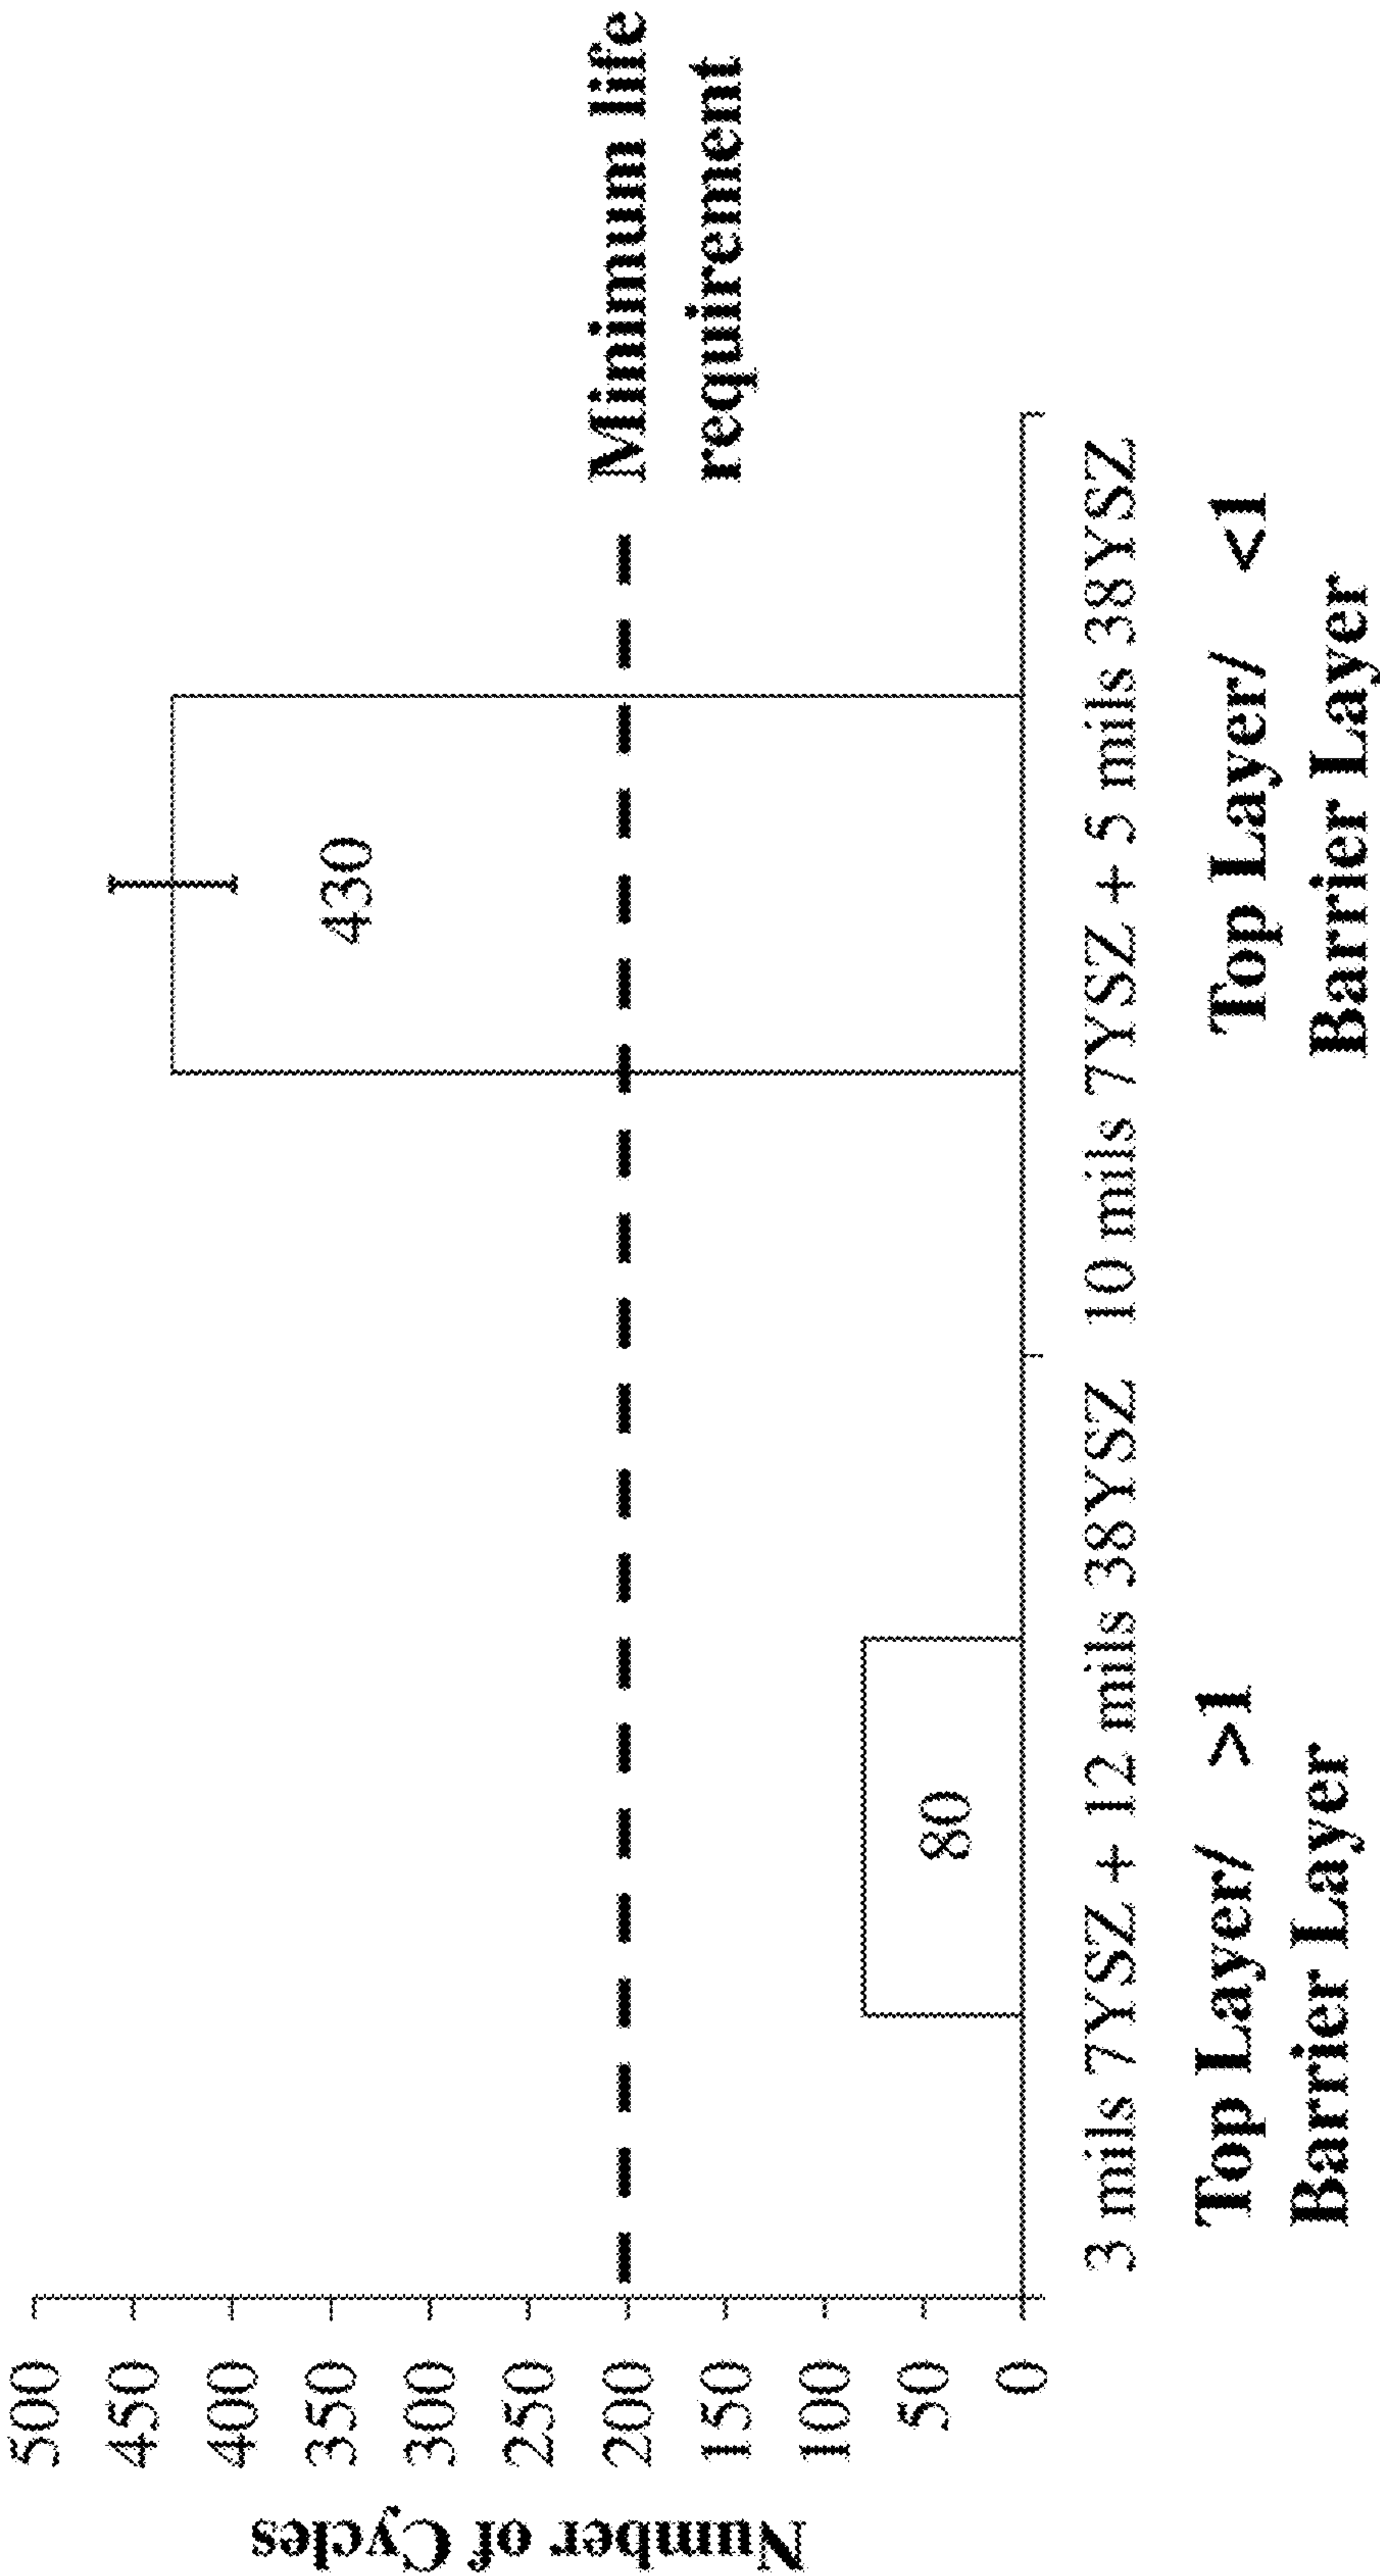 Number of Cycles
500
450
400
350
300
250
200
150
100
50
0
430
80
Minimum life
requirement
3 mils 7YSZ + 12 mils 38YSZ
10 mils 7YSZ + 5 mils 38YSZ
Top Layer/ >1
Barrier Layer
Top Layer/ <1
Barrier Layer